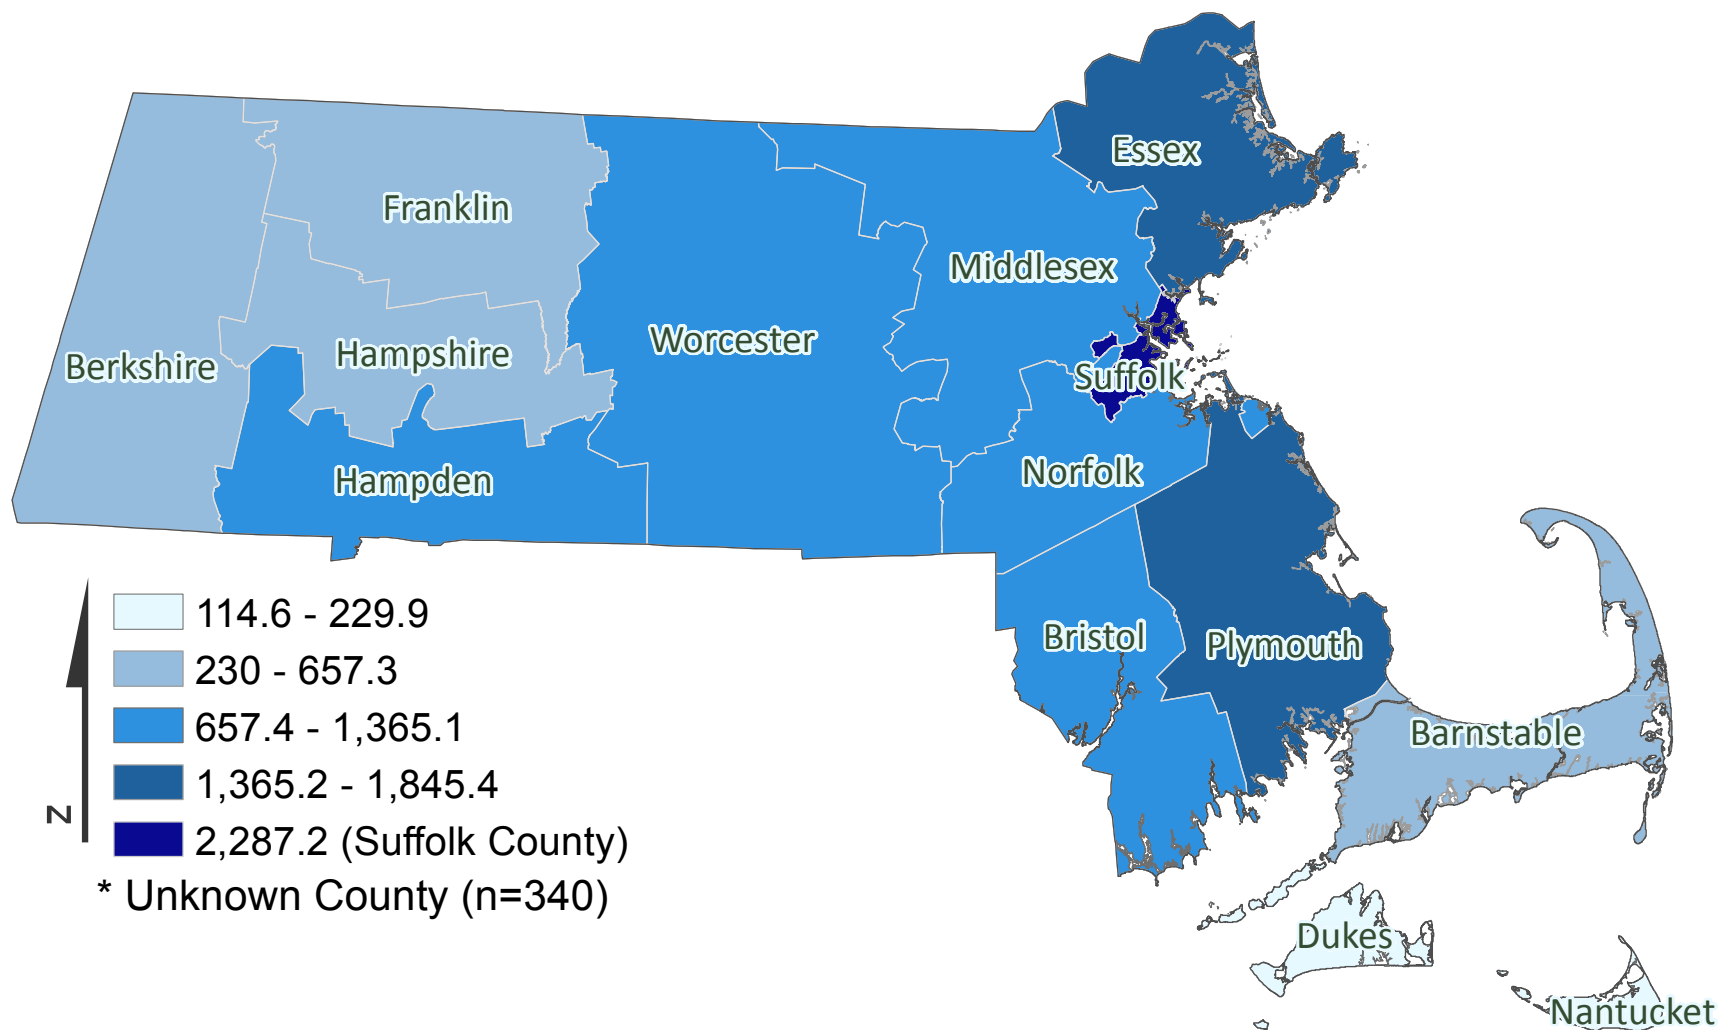 Essex
Franklin
Middlesex
Worcester
Hampshire
Berkshire
Suffolk
Norfolk
Hampden
Bristol
Plymouth
Barnstable
Dukes
Nantucket
114.6 - 229.9
230 - 657.3
657.4 - 1,365.1
1,365.2 - 1,845.4
2,287.2 (Suffolk County)
* Unknown County (n=340)
N